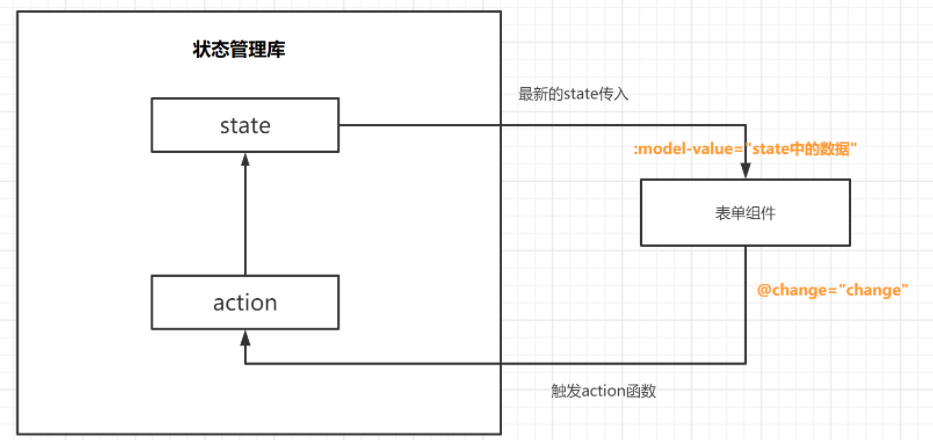 状态管理库
最新的state传入
state
:model-value="state中的数据"
表单组件
@change="change"
action
触发action函数